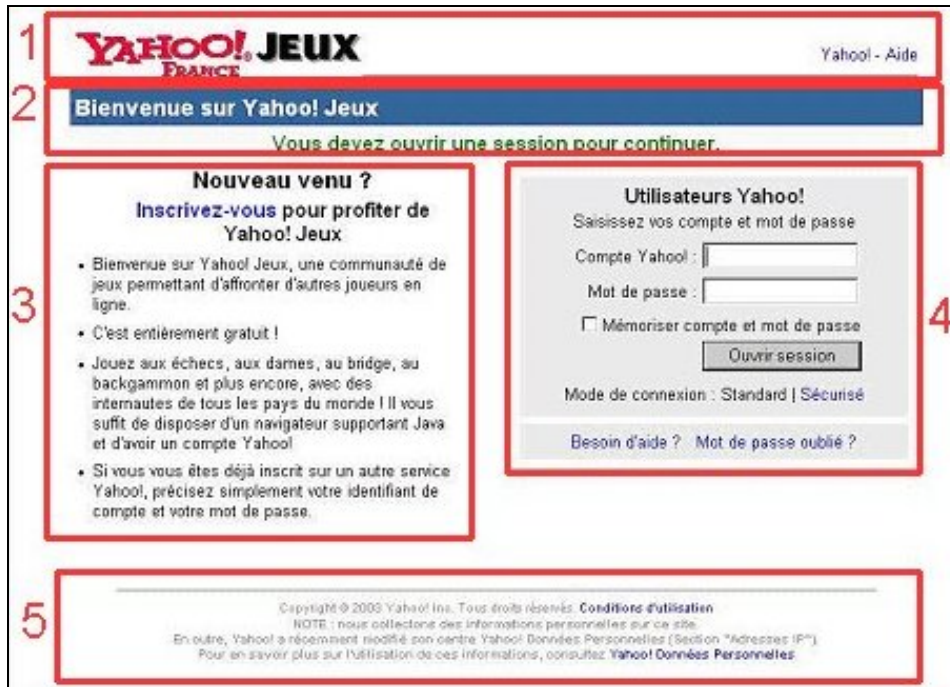 1
YAHOO! JEUX
FRANCE
Yahoo! - Aide
2
Bienvenue sur Yahoo! Jeux
Vous devez ouvrir une session pour continuer.
3
Nouveau venu ?
Inscrivez-vous pour profiter de
Yahoo! Jeux
• Bienvenue sur Yahoo! Jeux, une communauté de
jeux permettant d'affronter d'autres joueurs en
ligne.
• C'est entièrement gratuit !
• Jouez aux échecs, aux dames, au bridge, au
backgammon et plus encore, avec des
internautes de tous les pays du monde ! Il vous
suffit de disposer d'un navigateur supportant Java
et d'avoir un compte Yahoo!
• Si vous vous êtes déjà inscrit sur un autre service
Yahoo!, précisez simplement votre identifiant de
compte et votre mot de passe.
4
Utilisateurs Yahoo!
Saisissez vos compte et mot de passe
Compte Yahoo! :
Mot de passe :
Mémoriser compte et mot de passe
Ouvrir session
Mode de connexion : Standard | Sécurisé
Besoin d'aide ? Mot de passe oublié ?
5
Copyright © 2003 Yahoo! Inc. Tous droits réservés. Conditions d'utilisation
NOTE : nous collectons des informations personnelles sur ce site.
En outre, Yahoo! a récemment modifié son centre Yahoo! Données Personnelles (Section "Adresses IP")
Pour en savoir plus sur l'utilisation de ces informations, consultez Yahoo! Données Personnelles